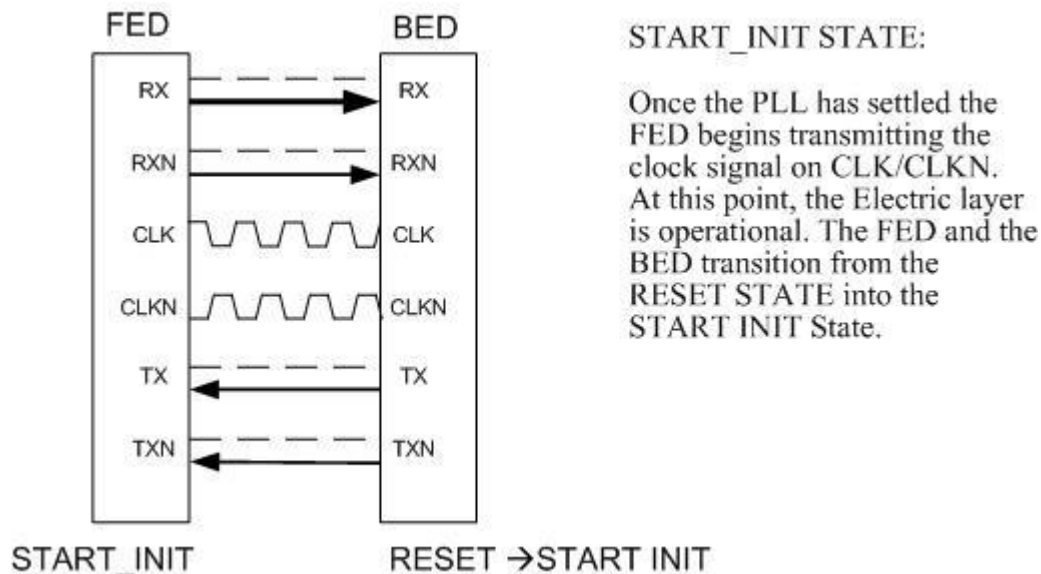 FED
BED
START_INIT STATE:
RX
RX
Once the PLL has settled the
FED begins transmitting the
clock signal on CLK/CLKN.
At this point, the Electric layer
is operational. The FED and the
BED transition from the
RESET STATE into the
START INIT State.
RXN
RXN
CLK
CLK
CLKN
CLKN
TX
TX
TXN
TXN
START_INIT
RESET →START INIT